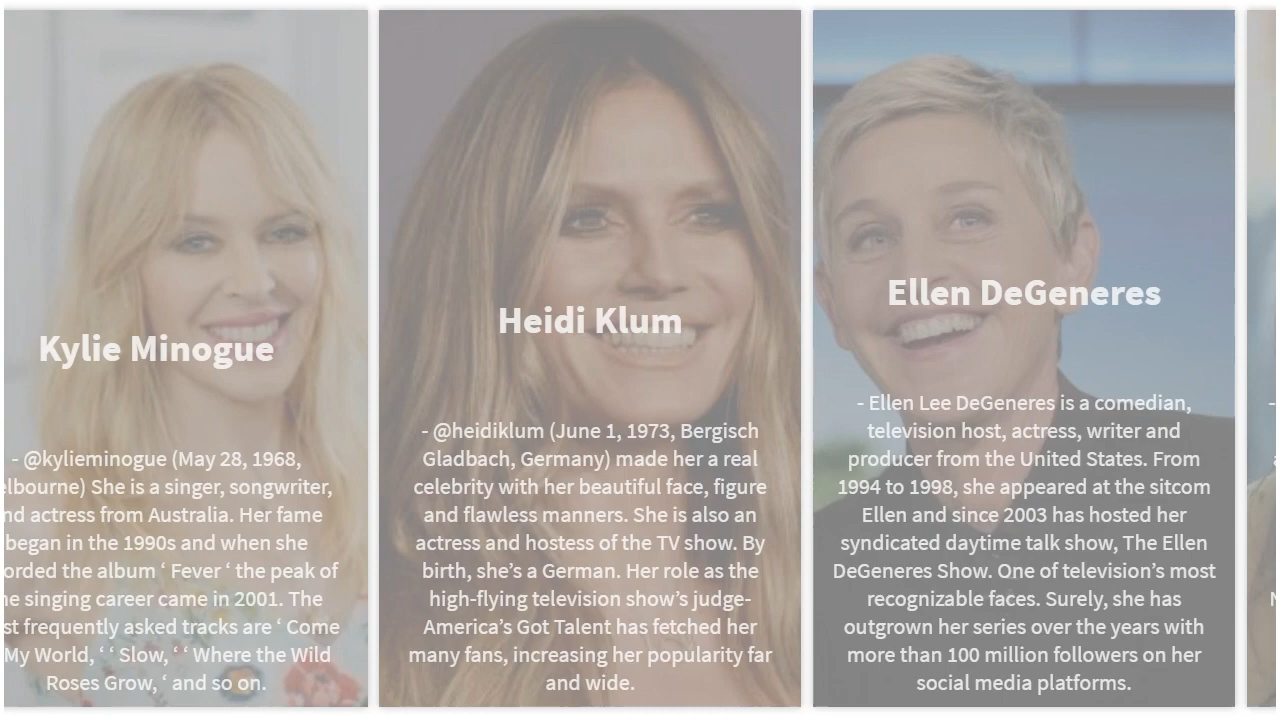 Kylie Minogue
- @kylieminogue (May 28, 1968,
elbourne) She is a singer, songwriter,
nd actress from Australia. Her fame
began in the 1990s and when she
orded the album ‘ Fever ‘ the peak of
he singing career came in 2001. The
st frequently asked tracks are ‘ Come
My World, ‘ ‘ Slow, ‘ ‘ Where the Wild
Roses Grow, ‘ and so on.
Heidi Klum
- @heidiklum (June 1, 1973, Bergisch
Gladbach, Germany) made her a real
celebrity with her beautiful face, figure
and flawless manners. She is also an
actress and hostess of the TV show. By
birth, she’s a German. Her role as the
high-flying television show’s judge-
America’s Got Talent has fetched her
many fans, increasing her popularity far
and wide.
Ellen DeGeneres
- Ellen Lee DeGeneres is a comedian,
television host, actress, writer and
producer from the United States. From
1994 to 1998, she appeared at the sitcom
Ellen and since 2003 has hosted her
syndicated daytime talk show, The Ellen
DeGeneres Show. One of television’s most
recognizable faces. Surely, she has
outgrown her series over the years with
more than 100 million followers on her
social media platforms.